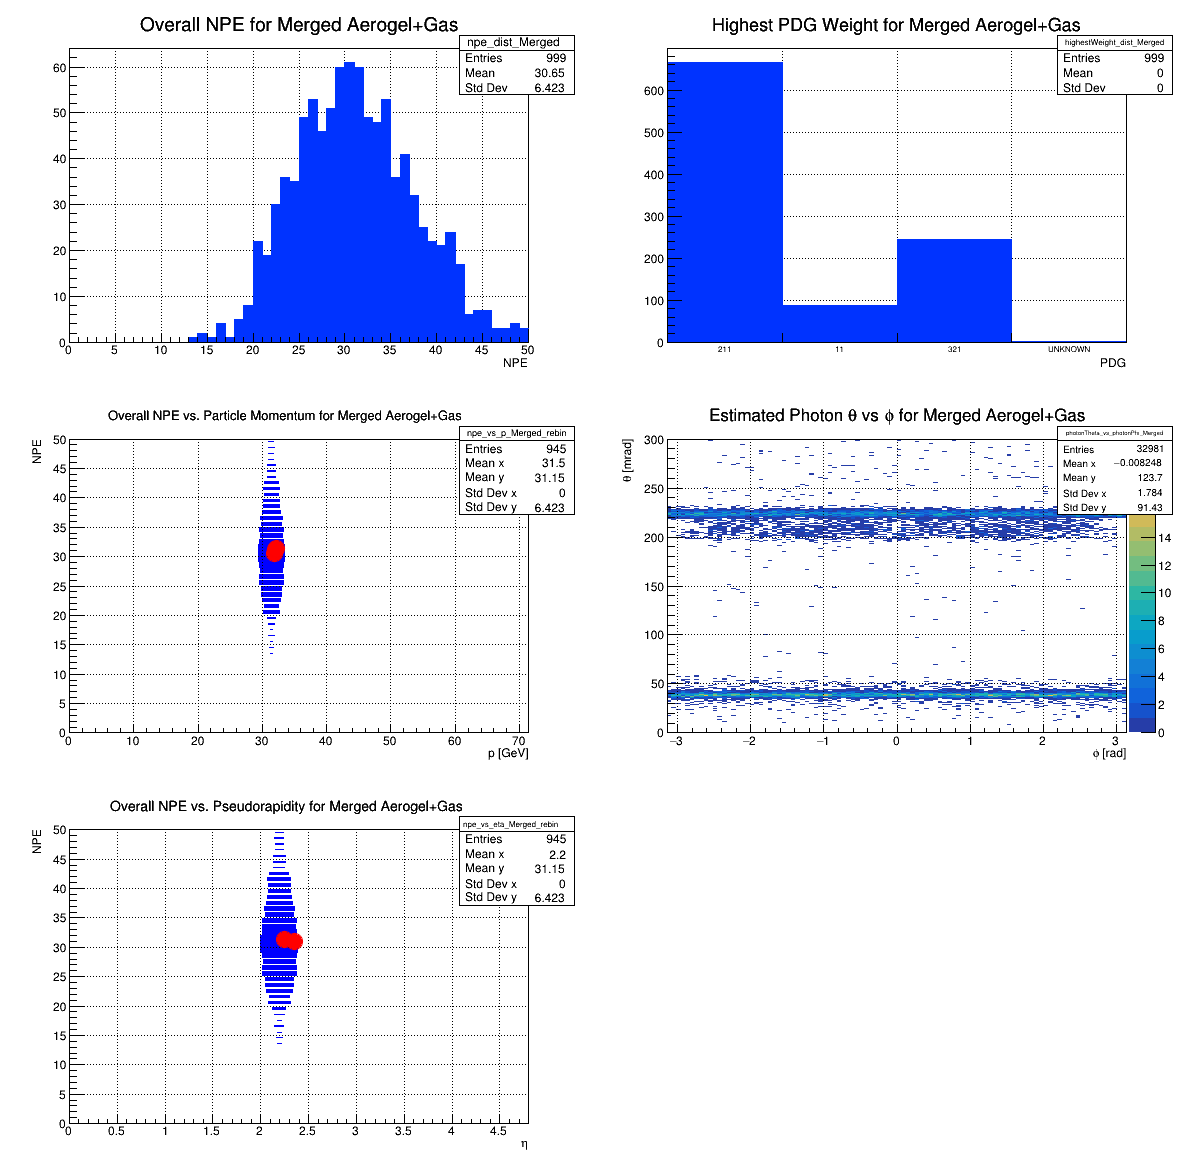 Overall NPE for Merged Aerogel+Gas
npe_dist_Merged
Entries 999
Mean 30.65
Std Dev 6.423
60
50
40
30
20
10
0
0 5 10 15 20 25 30 35 40 45 50
NPE
Highest PDG Weight for Merged Aerogel+Gas
highestWeight_dist_Merged
Entries 999
Mean 0
Std Dev 0
600
500
400
300
200
100
0
211 11 321 UNKNOWN
PDG
Overall NPE vs. Particle Momentum for Merged Aerogel+Gas
NPE
npe_vs_p_Merged_rebin
Entries 945
Mean x 31.5
Mean y 31.15
Std Dev x 0
Std Dev y 6.423
50
45
40
35
30
25
20
15
10
5
0
0 10 20 30 40 50 60 70
p [GeV]
Estimated Photon θ vs ϕ for Merged Aerogel+Gas
θ [mrad]
photonTheta_vs_photonPhi_Merged
Entries 32981
Mean x −0.008248
Mean y 123.7
Std Dev x 1.784
Std Dev y 91.43
300
250
200
150
100
50
0
−3 −2 −1 0 1 2 3
ϕ [rad]
14
12
10
8
6
4
2
0
Overall NPE vs. Pseudorapidity for Merged Aerogel+Gas
NPE
npe_vs_eta_Merged_rebin
Entries 945
Mean x 2.2
Mean y 31.15
Std Dev x 0
Std Dev y 6.423
50
45
40
35
30
25
20
15
10
5
0
0 0.5 1 1.5 2 2.5 3 3.5 4 4.5
η